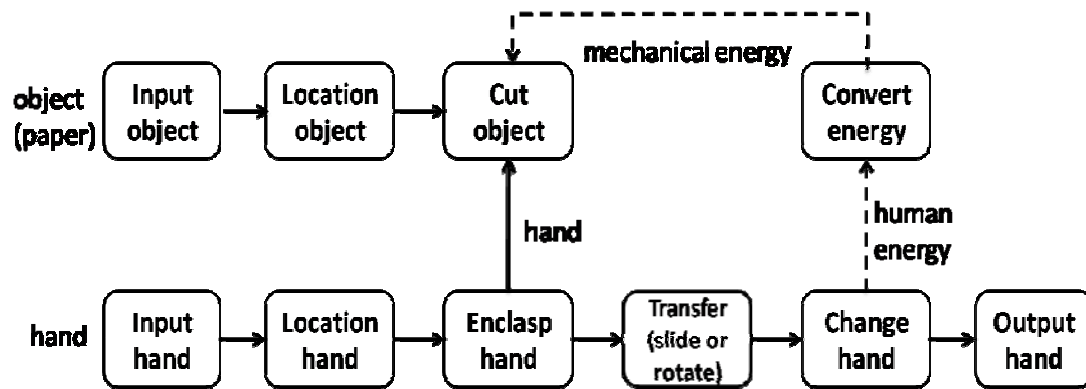 mechanical energy
object
(paper)
Input
object
Location
object
Cut
object
Convert
energy
hand
human
energy
hand
Input
hand
Location
hand
Enclasp
hand
Transfer
(slide or
rotate)
Change
hand
Output
hand